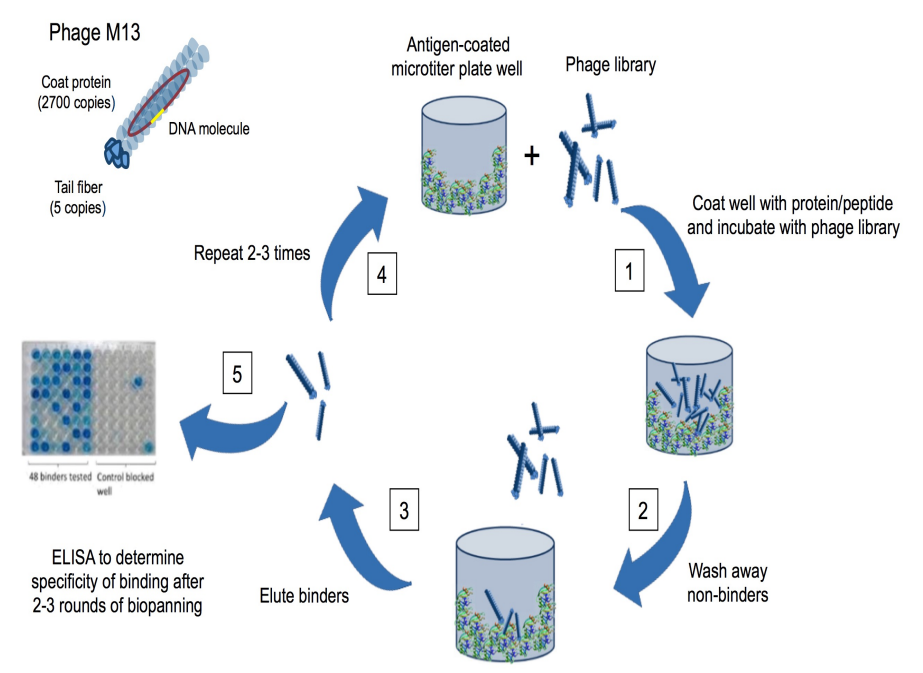 Phage M13
Coat protein
(2700 copies)
DNA molecule
Tail fiber
(5 copies)
Antigen-coated
microtiter plate well
+
Phage library
Coat well with protein/peptide
and incubate with phage library
1
2
Wash away
non-binders
3
Elute binders
4
Repeat 2-3 times
5
48 binders tested
Control blocked
well
ELISA to determine
specificity of binding after
2-3 rounds of biopanning